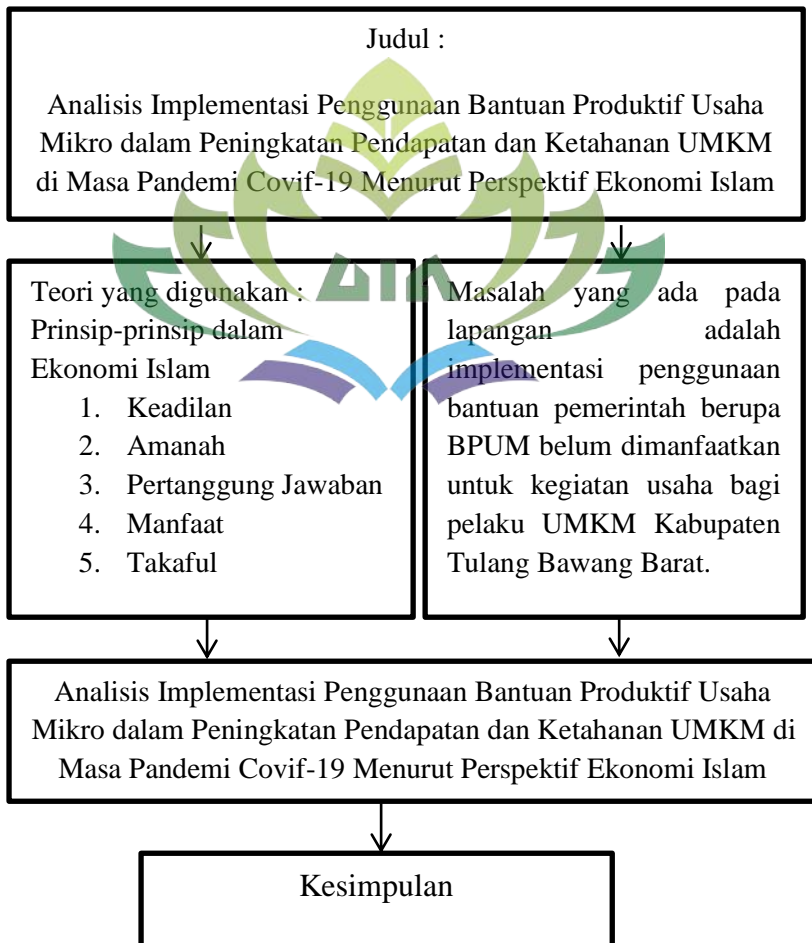 Judul :
Analisis Implementasi Penggunaan Bantuan Produktif Usaha
Mikro dalam Peningkatan Pendapatan dan Ketahanan UMKM
di Masa Pandemi Covif-19 Menurut Perspektif Ekonomi Islam
Teori yang digunakan :
Prinsip-prinsip dalam
Ekonomi Islam
1. Keadilan
2. Amanah
3. Pertanggung Jawaban
4. Manfaat
5. Takaful
Masalah yang ada pada
lapangan adalah
implementasi penggunaan
bantuan pemerintah berupa
BPUM belum dimanfaatkan
untuk kegiatan usaha bagi
pelaku UMKM Kabupaten
Tulang Bawang Barat.
Analisis Implementasi Penggunaan Bantuan Produktif Usaha
Mikro dalam Peningkatan Pendapatan dan Ketahanan UMKM di
Masa Pandemi Covif-19 Menurut Perspektif Ekonomi Islam
Kesimpulan